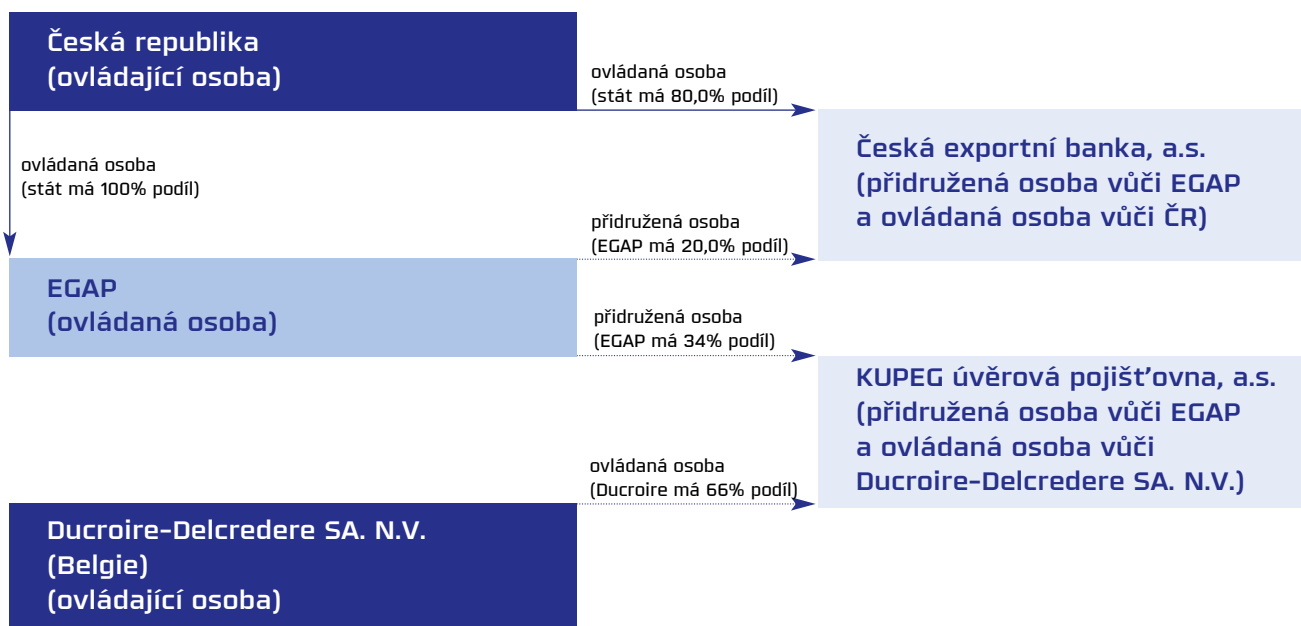 Česká republika
(ovládající osoba)
ovládaná osoba
(stát má 80,0% podíl)
ovládaná osoba
(stát má 100% podíl)
Česká exportní banka, a.s.
(přidružená osoba vůči EGAP
a ovládaná osoba vůči ČR)
přidružená osoba
(EGAP má 20,0% podíl)
EGAP
(ovládaná osoba)
přidružená osoba
(EGAP má 34% podíl)
KUPEG úvěrová pojišťovna, a.s.
(přidružená osoba vůči EGAP
a ovládaná osoba vůči
Ducroire-Delcredere SA. N.V.)
ovládaná osoba
(Ducroire má 66% podíl)
Ducroire-Delcredere SA. N.V.
(Belgie)
(ovládající osoba)